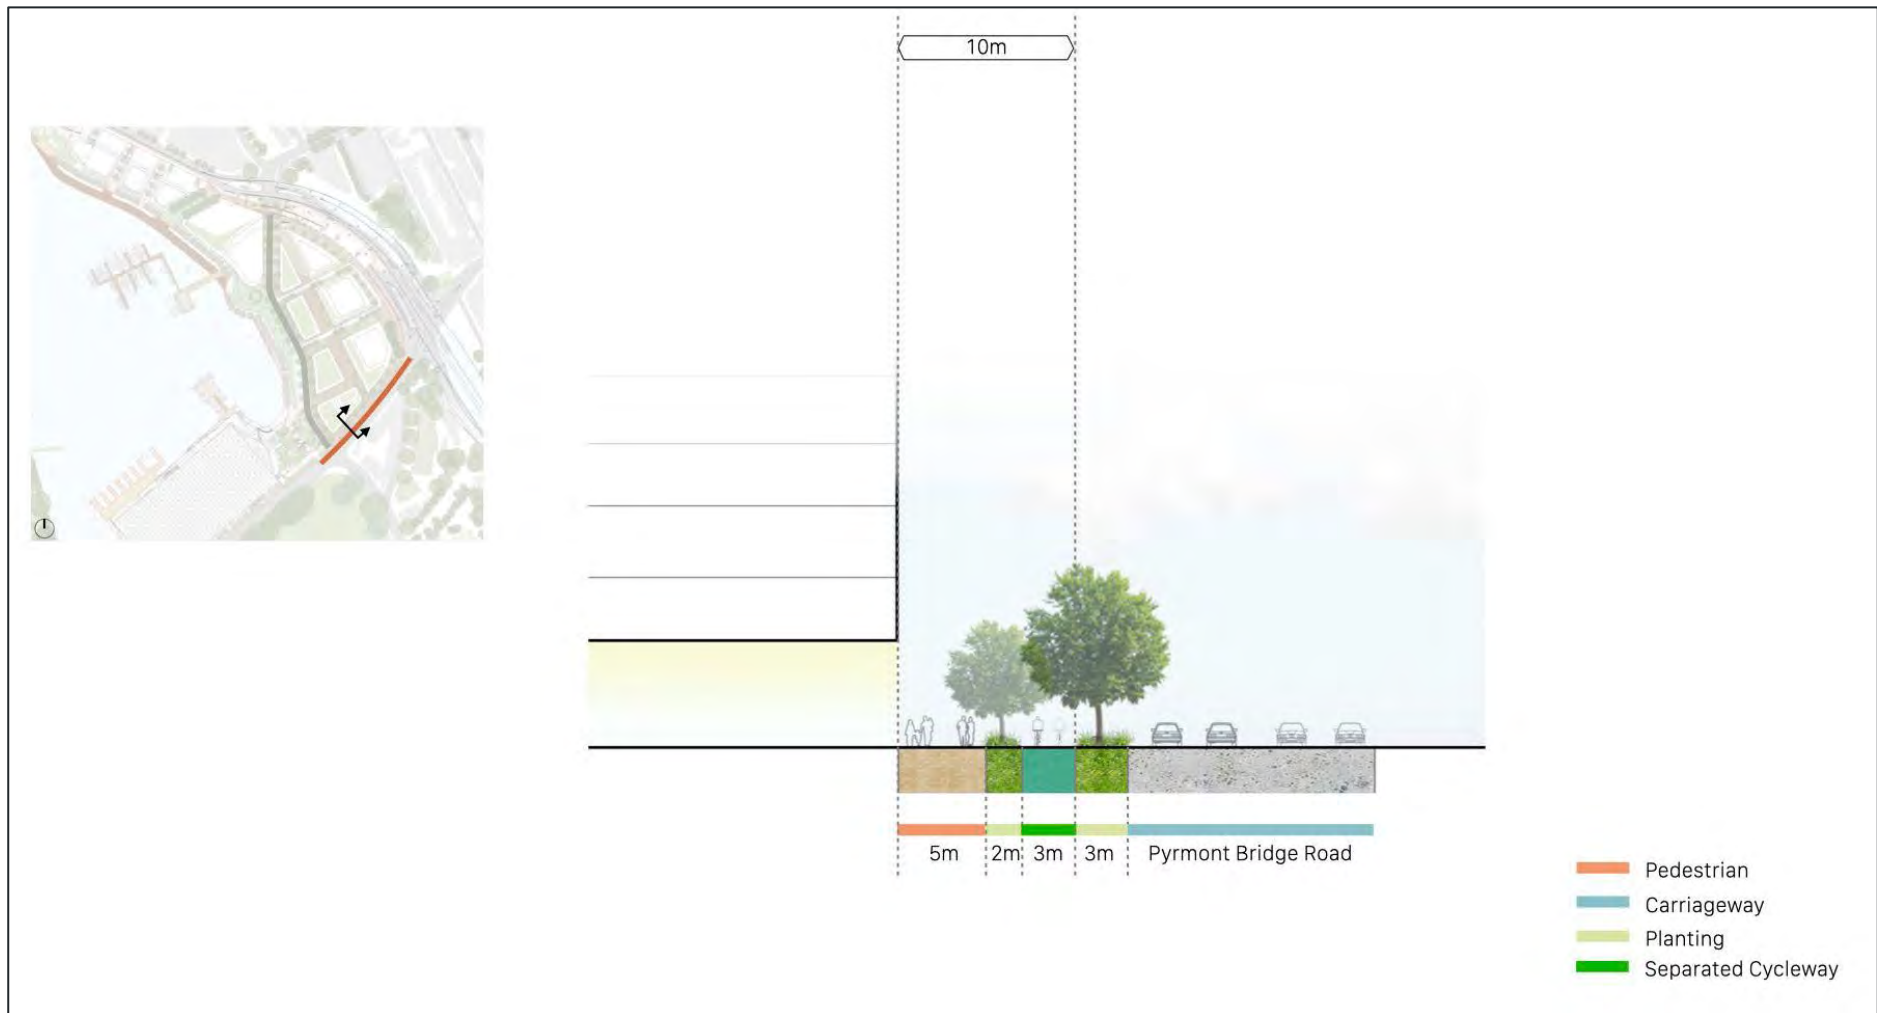 10m
5m
2m
3m
3m
Pyrmont Bridge Road
Pedestrian
Carriageway
Planting
Separated Cycleway